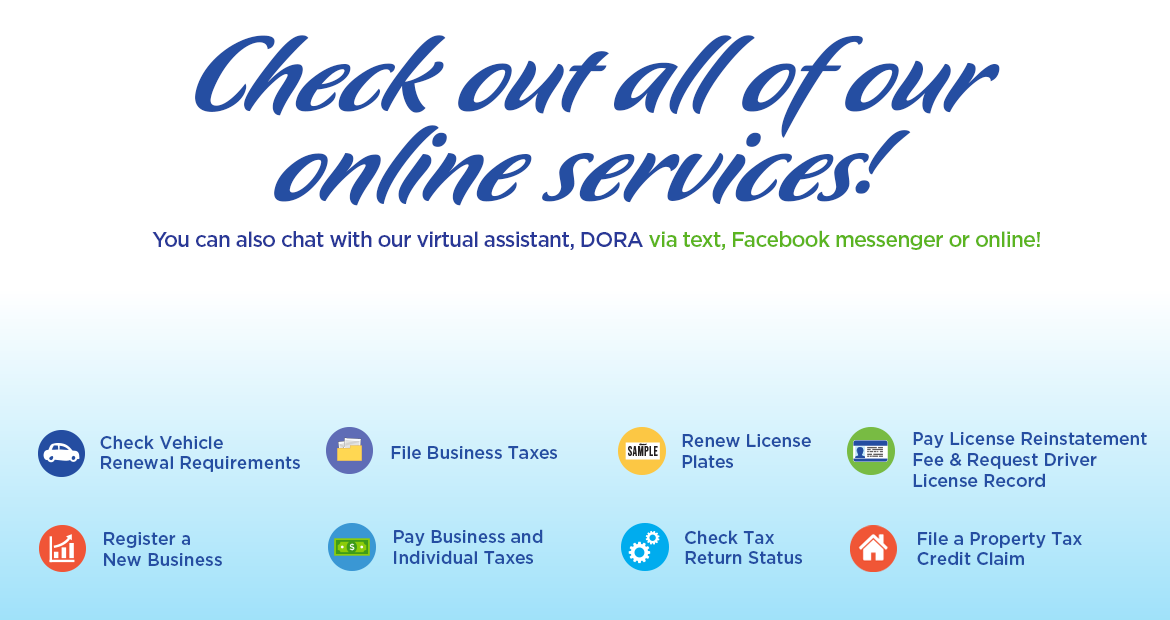 Check out all of our
online services!
You can also chat with our virtual assistant, DORA via text, Facebook messenger or online!
Check Vehicle
Renewal Requirements
File Business Taxes
SAMPLE
Renew License
Plates
Pay License Reinstatement
Fee & Request Driver
License Record
Register a
New Business
$
Pay Business and
Individual Taxes
Check Tax
Return Status
File a Property Tax
Credit Claim